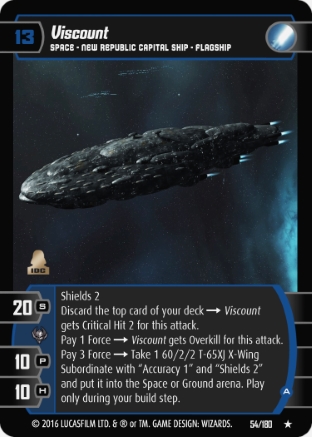 13
Viscount
SPACE - NEW REPUBLIC CAPITAL SHIP - FLAGSHIP
IDC
20 S
10 P
10 H
Shields 2
Discard the top card of your deck → Viscount
gets Critical Hit 2 for this attack.
Pay 1 Force → Viscount gets Overkill for this attack.
Pay 3 Force → Take 1 60/2/2 T-65XJ X-Wing
Subordinate with "Accuracy 1" and "Shields 2"
and put it into the Space or Ground arena. Play
only during your build step.
A
© 2016 LUCASFILM LTD. & ® or TM. GAME DESIGN: WIZARDS.
54/180 ★